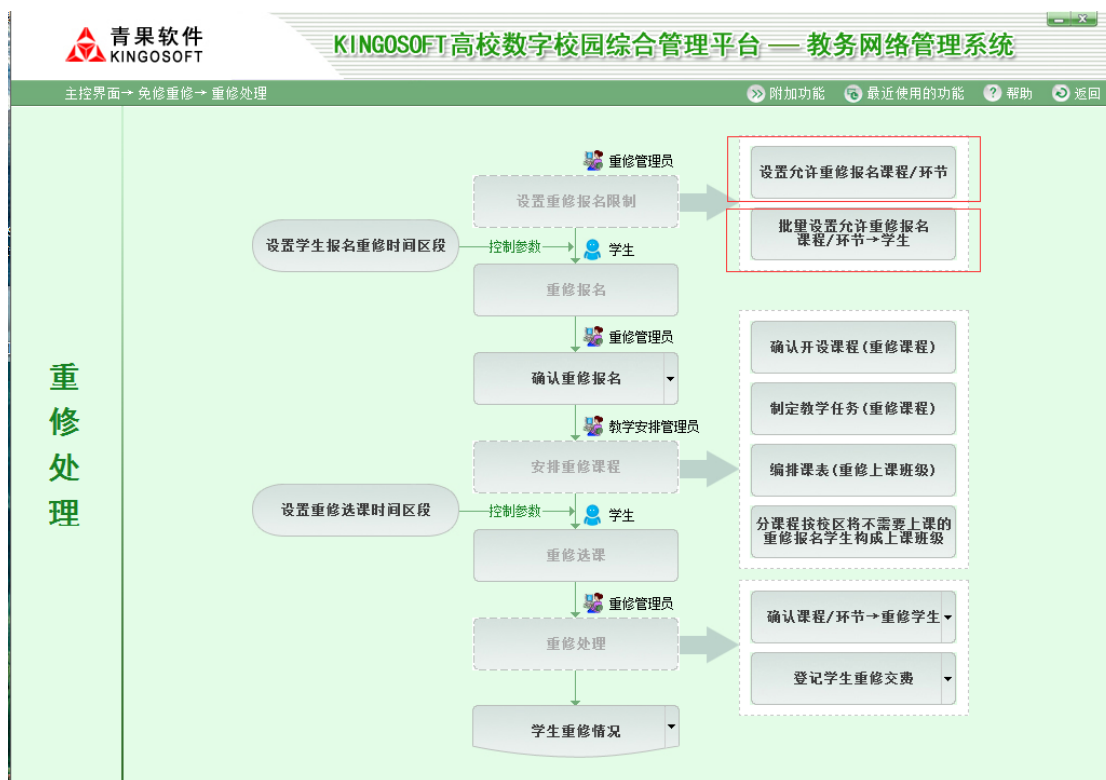 青果软件
KINGOSOFT
KINGOSOFT高校数字校园综合管理平台 — 教务网络管理系统
主控界面→ 免修重修→ 重修处理
附加功能
最近使用的功能
帮助
返回
重修处理
重修管理员
设置重修报名限制
设置允许重修报名课程/环节
批量设置允许重修报名
课程/环节→学生
设置学生报名重修时间区段
控制参数
学生
重修报名
重修管理员
确认重修报名
教学安排管理员
安排重修课程
确认开设课程(重修课程)
制定教学任务(重修课程)
编排课表(重修上课班级)
分课程按校区将不需要上课的
重修报名学生构成上课班级
设置重修选课时间区段
控制参数
学生
重修选课
重修管理员
重修处理
确认课程/环节→重修学生
登记学生重修交费
学生重修情况